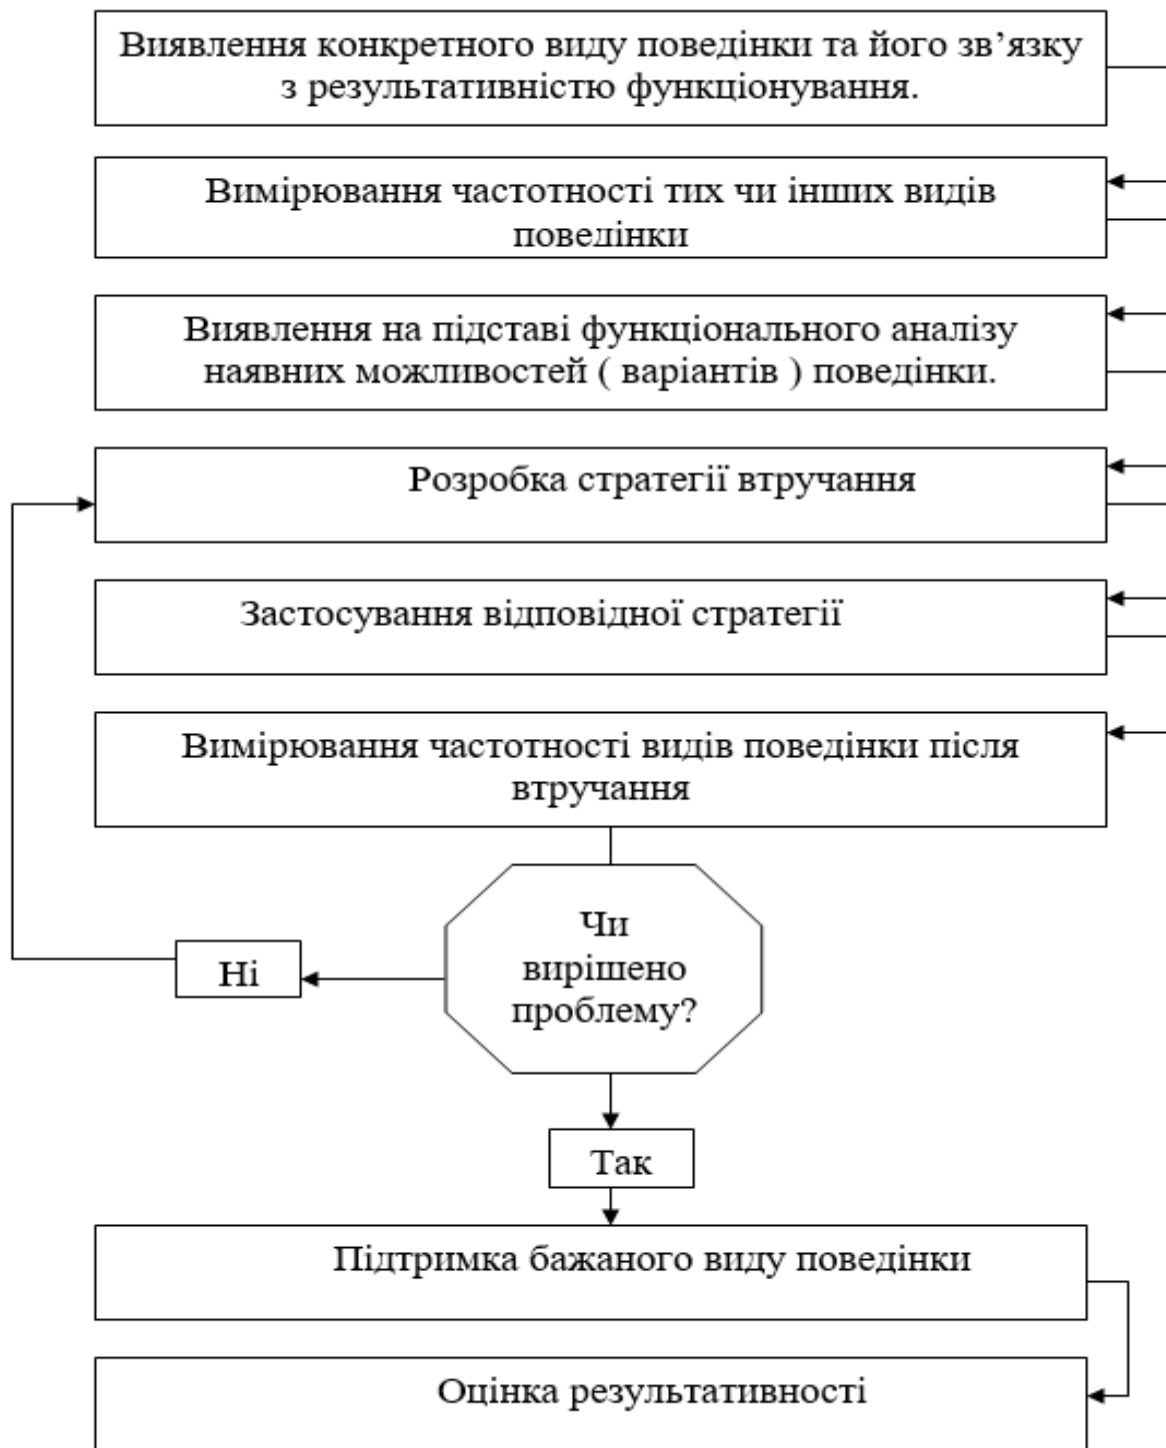 Виявлення конкретного виду поведінки та його зв’язку
з результативністю функціонування.
Вимірювання частотності тих чи інших видів
поведінки
Виявлення на підставі функціонального аналізу
наявних можливостей ( варіантів ) поведінки.
Розробка стратегії втручання
Застосування відповідної стратегії
Вимірювання частотності видів поведінки після
втручання
Чи
вирішено
проблему?
Ні
Так
Підтримка бажаного виду поведінки
Оцінка результативності